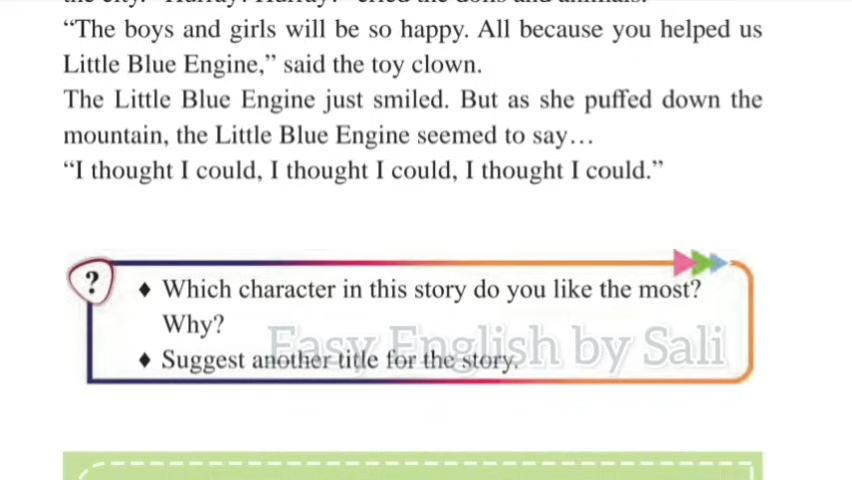 “The boys and girls will be so happy. All because you helped us
Little Blue Engine,” said the toy clown.
The Little Blue Engine just smiled. But as she puffed down the
mountain, the Little Blue Engine seemed to say…
“I thought I could, I thought I could, I thought I could.”
?
♦ Which character in this story do you like the most?
Why?
♦ Suggest another title for the story.
Easy English by Sali